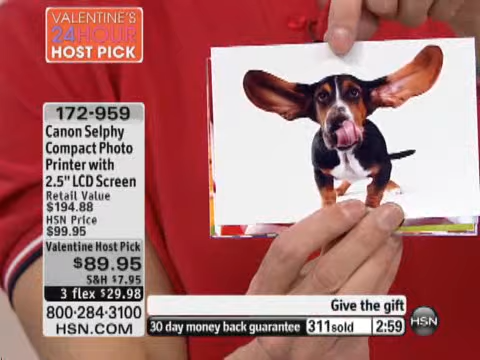 VALENTINE'S
24HOUR
HOST PICK
172-959
Canon Selphy
Compact Photo
Printer with
2.5" LCD Screen
Retail Value
$194.88
HSN Price
$99.95
Valentine Host Pick
$89.95
S&H $7.95
3 flex $29.98
800·284·3100
HSN.COM
Give the gift
30 day money back guarantee 311sold 2:59
HSN